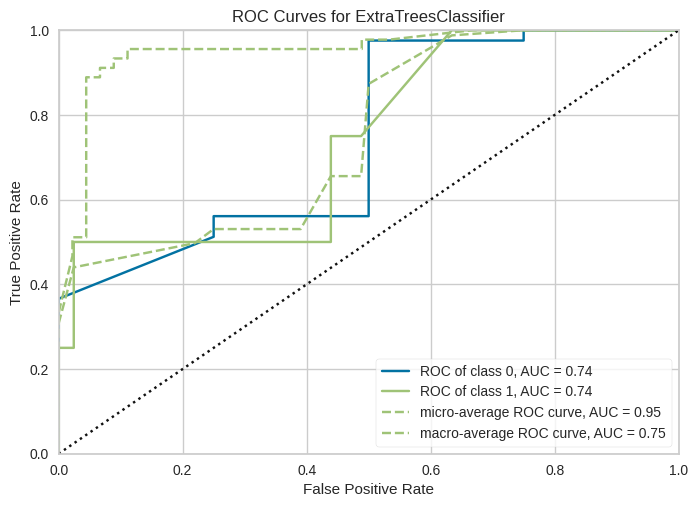 ROC Curves for ExtraTreesClassifier
True Positive Rate
1.0
0.8
0.6
0.4
0.2
0.0
ROC of class 0, AUC = 0.74
ROC of class 1, AUC = 0.74
micro-average ROC curve, AUC = 0.95
macro-average ROC curve, AUC = 0.75
0.0 0.2 0.4 0.6 0.8 1.0
False Positive Rate